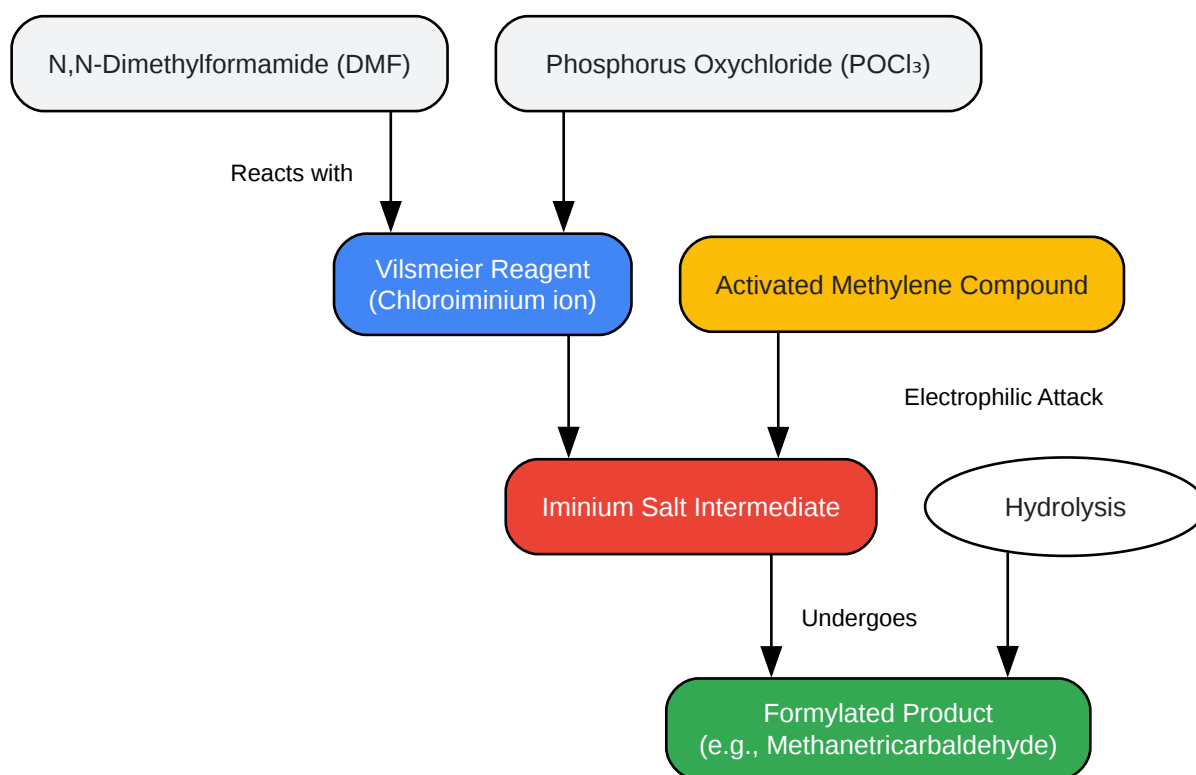 N,N-Dimethylformamide (DMF)
Phosphorus Oxychloride (POCl₃)
Reacts with
Vilsmeier Reagent
(Chloroiminium ion)
Activated Methylene Compound
Electrophilic Attack
Iminium Salt Intermediate
Hydrolysis
Undergoes
Formylated Product
(e.g., Methanetricarbaldehyde)